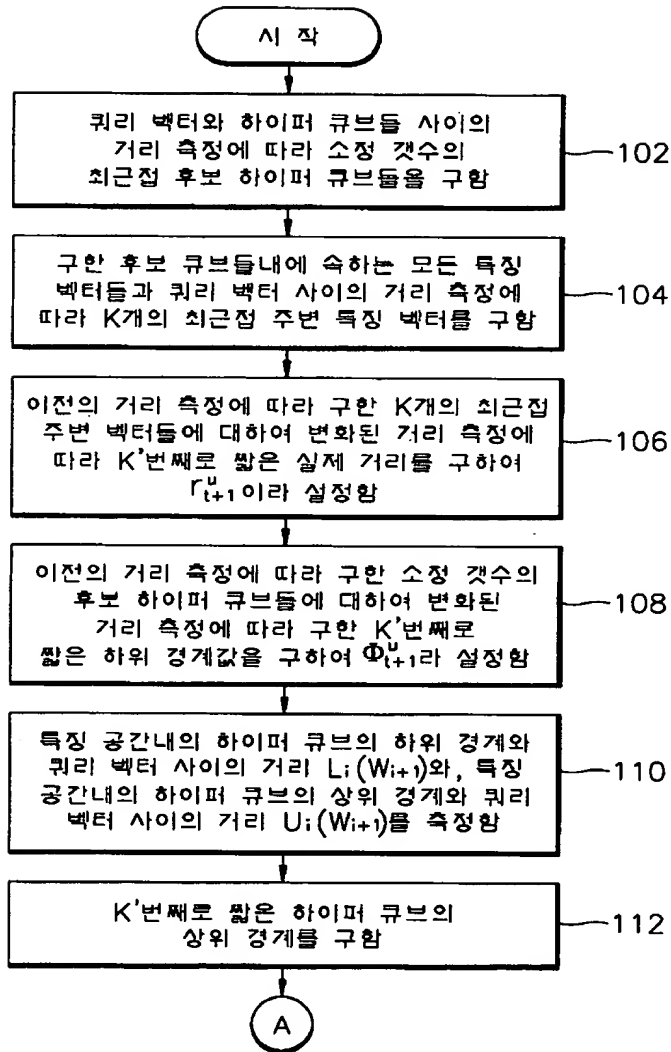 시 작
쿼리 벡터와 하이퍼 큐브들 사이의
거리 측정에 따라 소정 갯수의
최근접 후보 하이퍼 큐브들을 구함
102
구한 후보 큐브들내에 속하는 모든 특징
벡터들과 쿼리 벡터 사이의 거리 측정에
따라 K개의 최근접 주변 특징 벡터를 구함
104
이전의 거리 측정에 따라 구한 K개의 최근접
주변 벡터들에 대하여 변화된 거리 측정에
따라 K'번째로 짧은 실제 거리를 구하여
r^u_{t+1}이라 설정함
106
이전의 거리 측정에 따라 구한 소정 갯수의
후보 하이퍼 큐브들에 대하여 변화된
거리 측정에 따라 구한 K'번째로
짧은 하위 경계값을 구하여 Φ^u_{t+1}라 설정함
108
특징 공간내의 하이퍼 큐브의 하위 경계와
쿼리 벡터 사이의 거리 Li(Wi+1)와, 특징
공간내의 하이퍼 큐브의 상위 경계와 쿼리
벡터 사이의 거리 Ui(Wi+1)를 측정함
110
K'번째로 짧은 하이퍼 큐브의
상위 경계를 구함
112
A